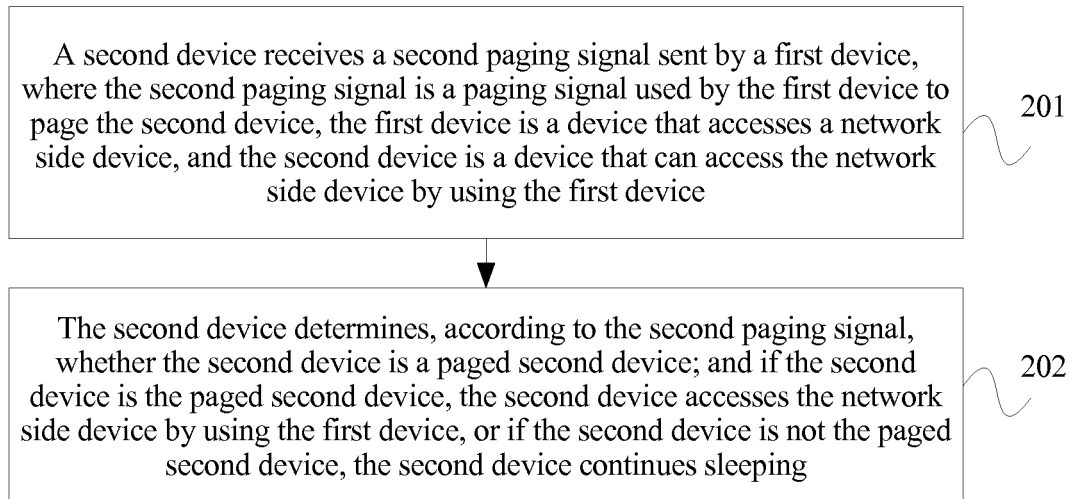 A second device receives a second paging signal sent by a first device,
where the second paging signal is a paging signal used by the first device to
page the second device, the first device is a device that accesses a network
side device, and the second device is a device that can access the network
side device by using the first device
201
The second device determines, according to the second paging signal,
whether the second device is a paged second device; and if the second
device is the paged second device, the second device accesses the network
side device by using the first device, or if the second device is not the paged
second device, the second device continues sleeping
202